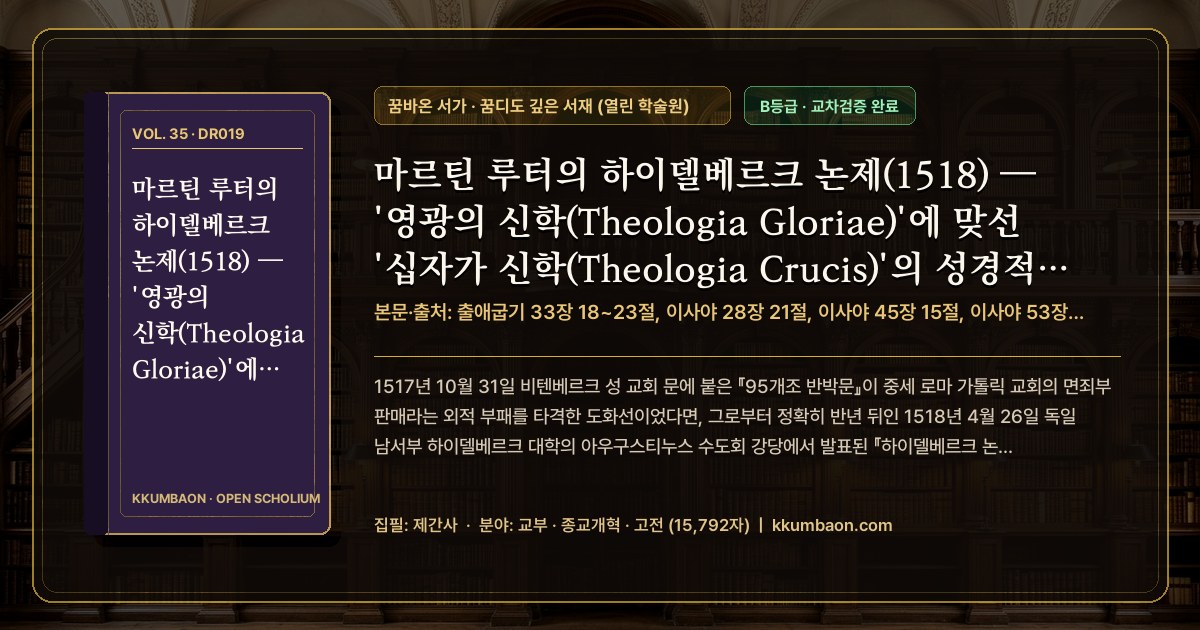 VOL. 35 · DR019
마르틴 루터의
하이델베르크
논제(1518) —
'영광의
신학(Theologia
Gloriae)'에…
KKUMBAON · OPEN SCHOLIUM
꿈바온 서가 · 꿈디도 깊은 서재 (열린 학술원)
B등급 · 교차검증 완료
마르틴 루터의 하이델베르크 논제(1518) —
'영광의 신학(Theologia Gloriae)'에 맞선
'십자가 신학(Theologia Crucis)'의 성경적…
본문·출처: 출애굽기 33장 18~23절, 이사야 28장 21절, 이사야 45장 15절, 이사야 53장...
1517년 10월 31일 비텐베르크 성 교회 문에 붙은 『95개조 반박문』이 중세 로마 가톨릭 교회의 면죄부
판매라는 외적 부패를 타격한 도화선이었다면, 그로부터 정확히 반년 뒤인 1518년 4월 26일 독일
남서부 하이델베르크 대학의 아우구스티누스 수도회 강당에서 발표된 『하이델베르크 논...
집필: 제간사 · 분야: 교부·종교개혁·고전 (15,792자) | kkumbaon.com